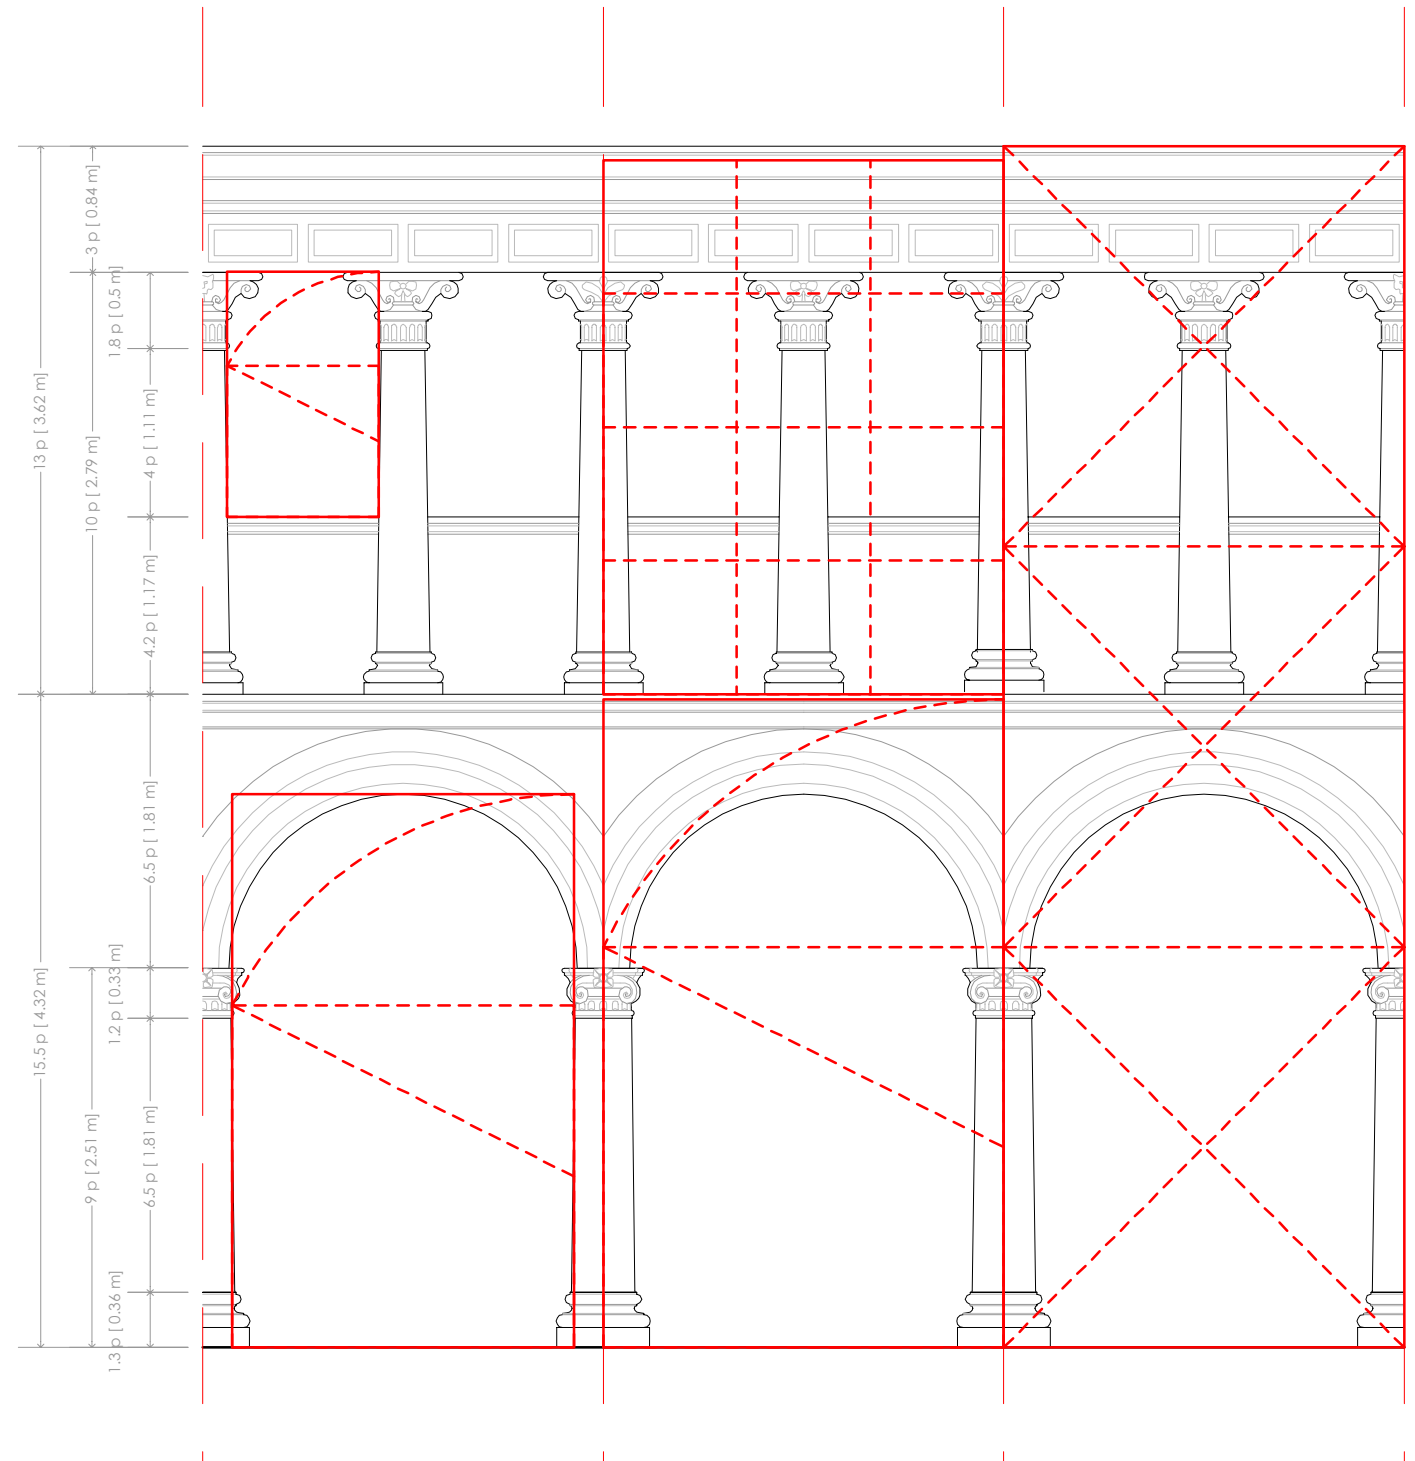 13 p [ 3.62 m]
15.5 p [ 4.32 m]
3 p [ 0.84 m]
10 p [ 2.79 m]
9 p [ 2.51 m]
1.8 p [ 0.5 m]
4 p [ 1.11 m]
4.2 p [ 1.17 m]
6.5 p [ 1.81 m]
1.2 p [ 0.33 m]
6.5 p [ 1.81 m]
1.3 p [0.36 m]